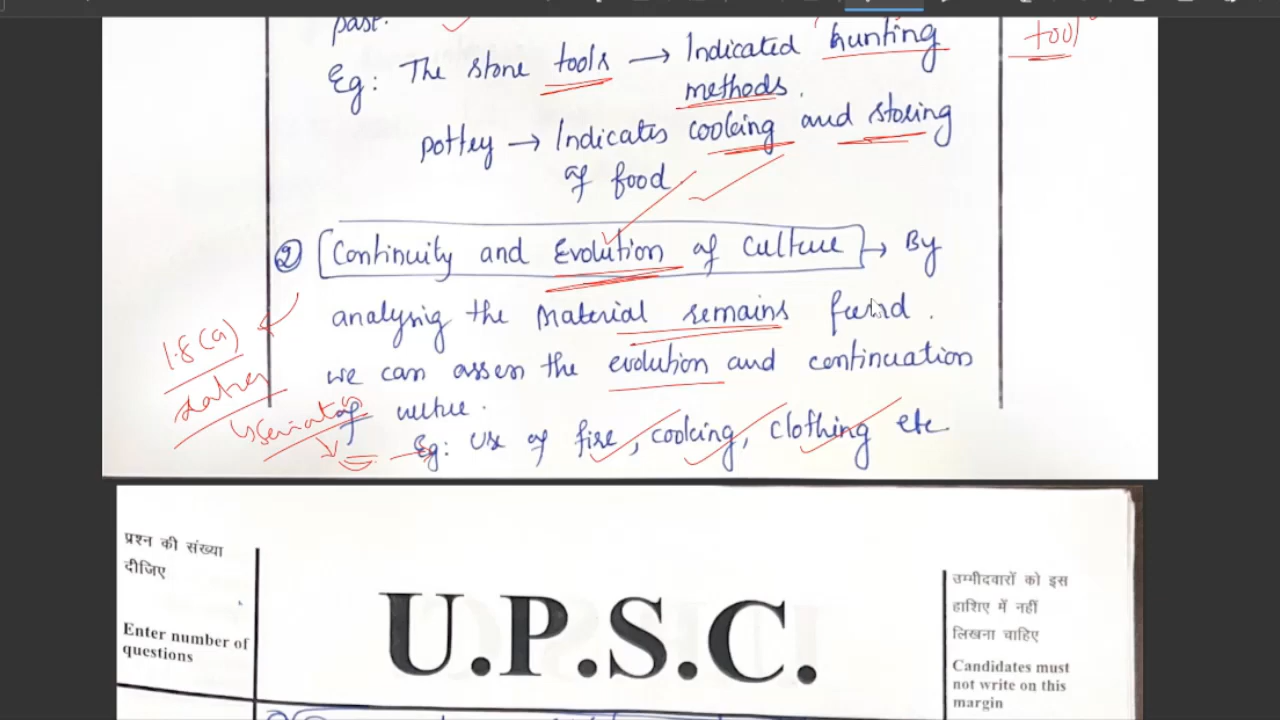 past.
Eg: The stone tools → Indicated hunting
methods.
tool
pottey → Indicates cooking and storing
of food
② Continuity and Evolution of Culture → By
analysing the material remains found.
we can assess the evolution and continuation
of culture.
Eg: Use of fire, cooking, clothing etc
1.8 (a)
प्रश्न की संख्या
दीजिए
Enter number of
questions
U.P.S.C.
उम्मीदवारों को इस
हाशिए में नहीं
लिखना चाहिए
Candidates must
not write on this
margin